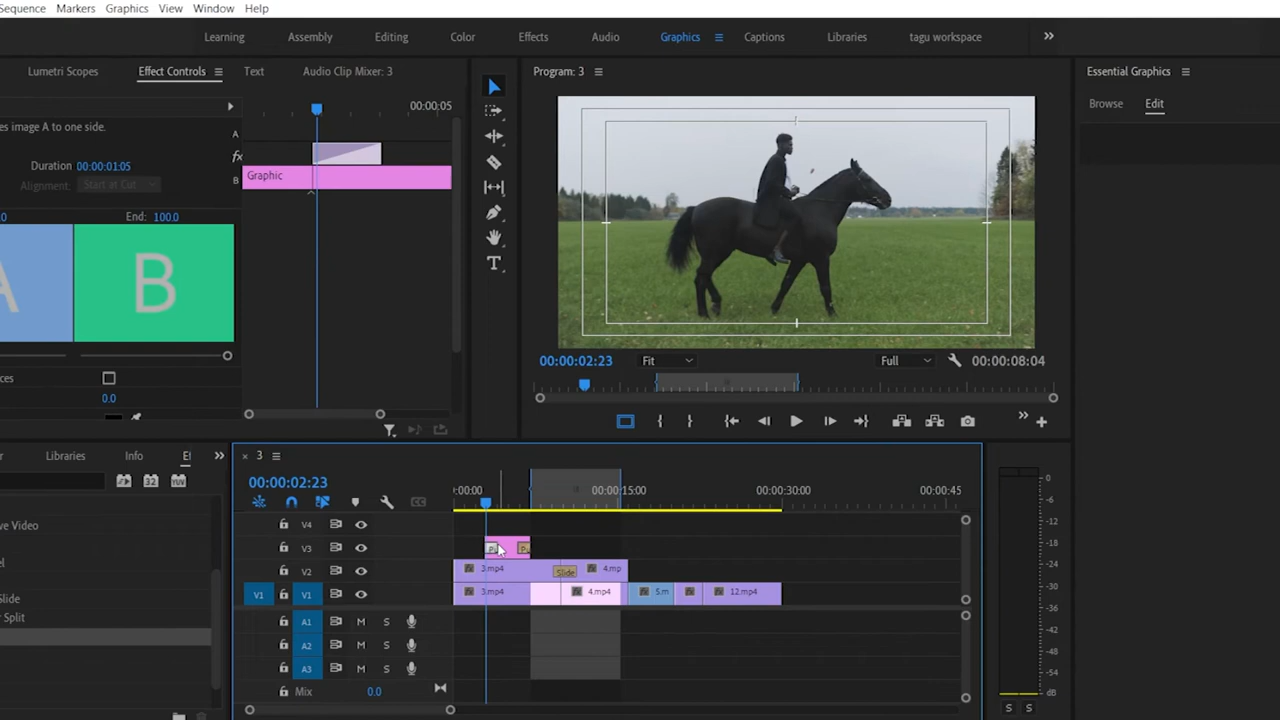 Sequence Markers Graphics View Window Help
Learning Assembly Editing Color Effects Audio Graphics Captions Libraries tagu workspace
Lumetri Scopes Effect Controls Text Audio Clip Mixer: 3
Program: 3
Essential Graphics
Browse Edit
00:00:05
es image A to one side.
A
Duration 00:00:01:05
fx
Alignment: Start at Cut
B
Graphic
.0 End: 100.0
A B
ces
0.0
00:00:02:23 Fit Full 00:00:08:04
r Libraries Info Ef
3
00:00:02:23
:00:00 00:00:15:00 00:00:30:00 00:00:45
ve Video
el
Slide
r Split
V4
V3
V2 3.mp4 Slide 4.mp
V1 V1 3.mp4 4.mp4 5.m 12.mp4
A1 M S
A2 M S
A3 M S
Mix 0.0
0
-6
-12
-18
-24
-30
-36
-42
-48
-54
dB
S S